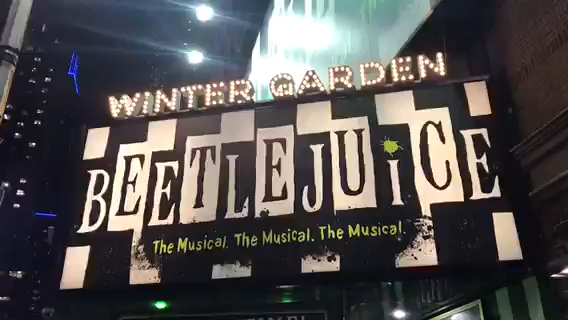 WINTER GARDEN
BEETLEJUiCE
The Musical. The Musical. The Musical.